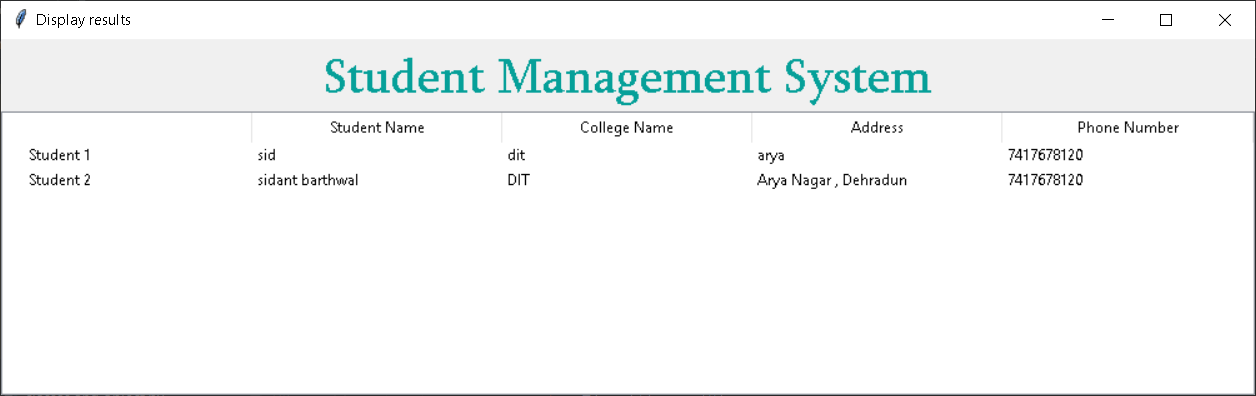 Display results
Student Management System
Student Name College Name Address Phone Number
Student 1 sid dit arya 7417678120
Student 2 sidant barthwal DIT Arya Nagar , Dehradun 7417678120